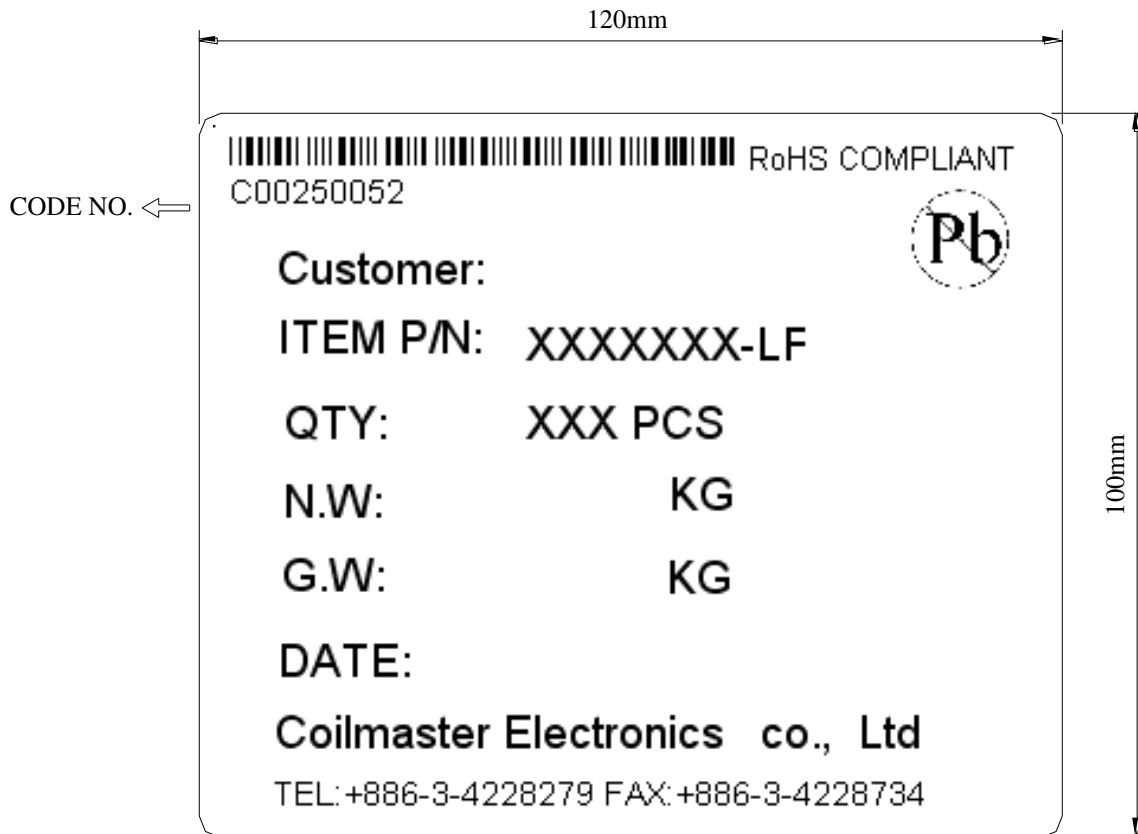 120mm
RoHS COMPLIANT
C00250052
CODE NO.
Pb
Customer:
ITEM P/N: XXXXXXX-LF
QTY: XXX PCS
N.W: KG
G.W: KG
100mm
DATE:
Coilmaster Electronics co., Ltd
TEL:+886-3-4228279 FAX:+886-3-4228734